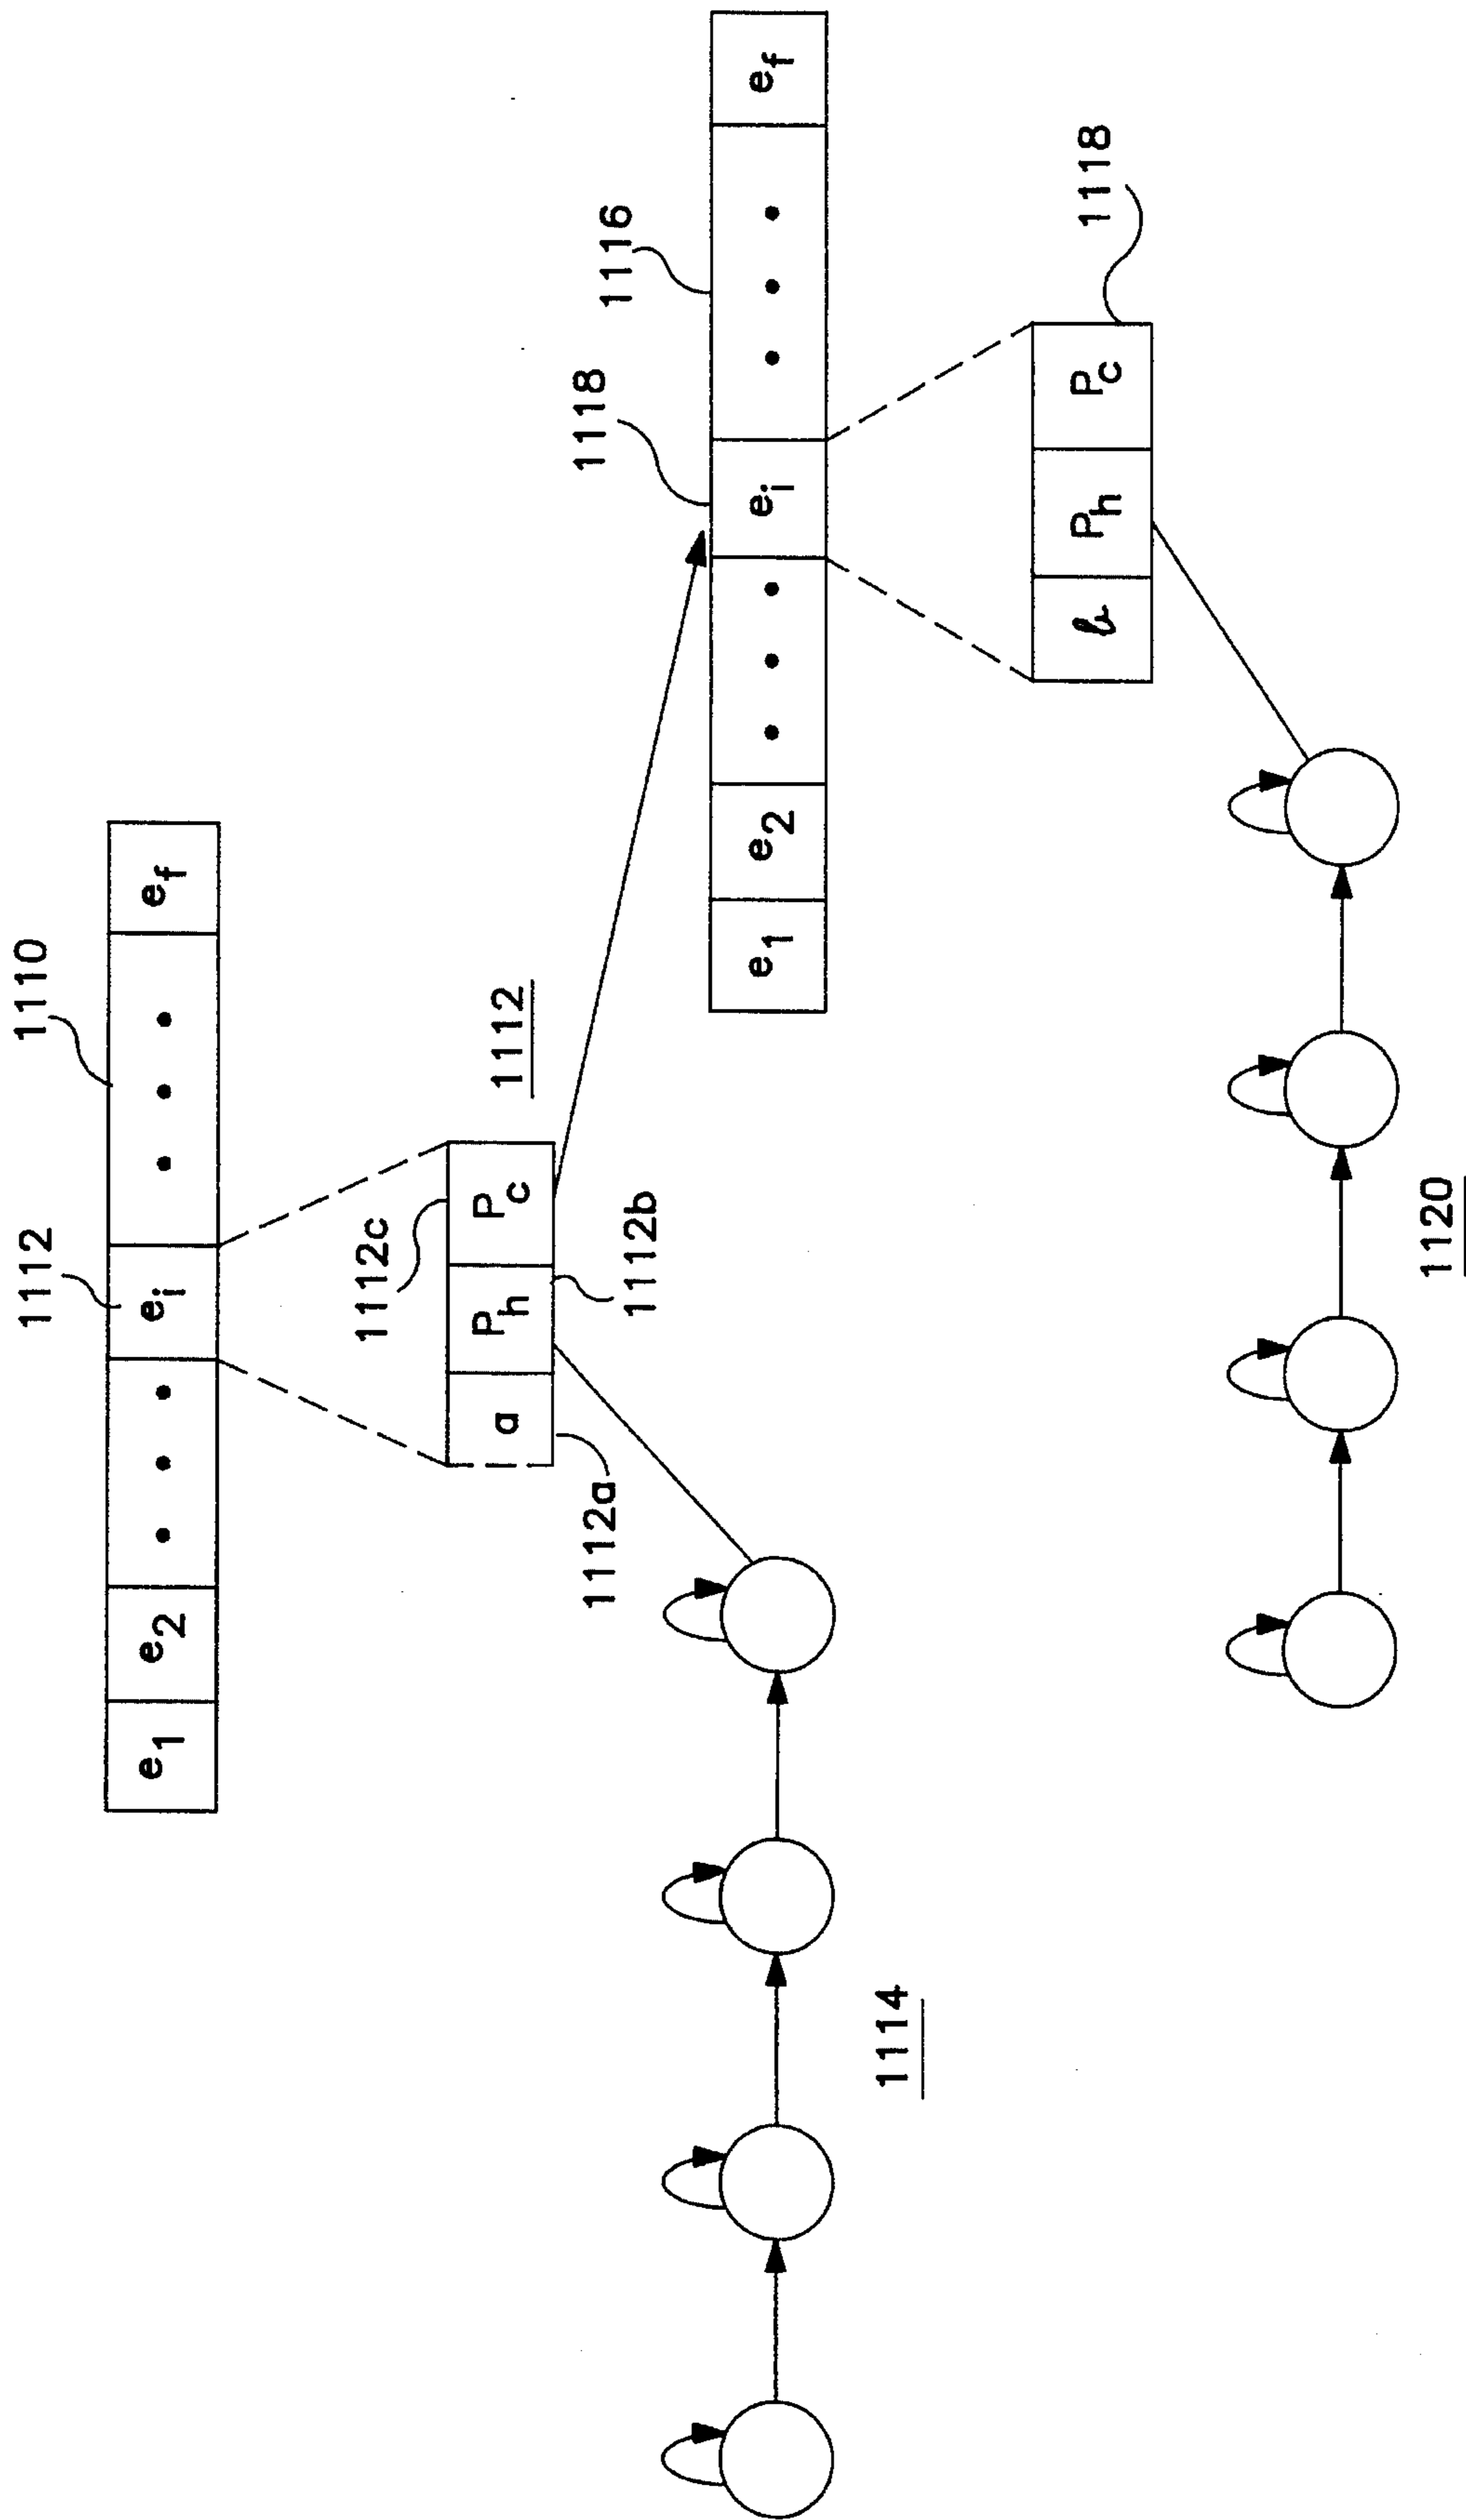 1110
1112
e1 e2 • • • ei • • • ef
1112c
1112
a Ph Pc
1112a
1112b
1116
1118
e1 e2 • • • ei • • • ef
1114
1118
Ph Pc
1120